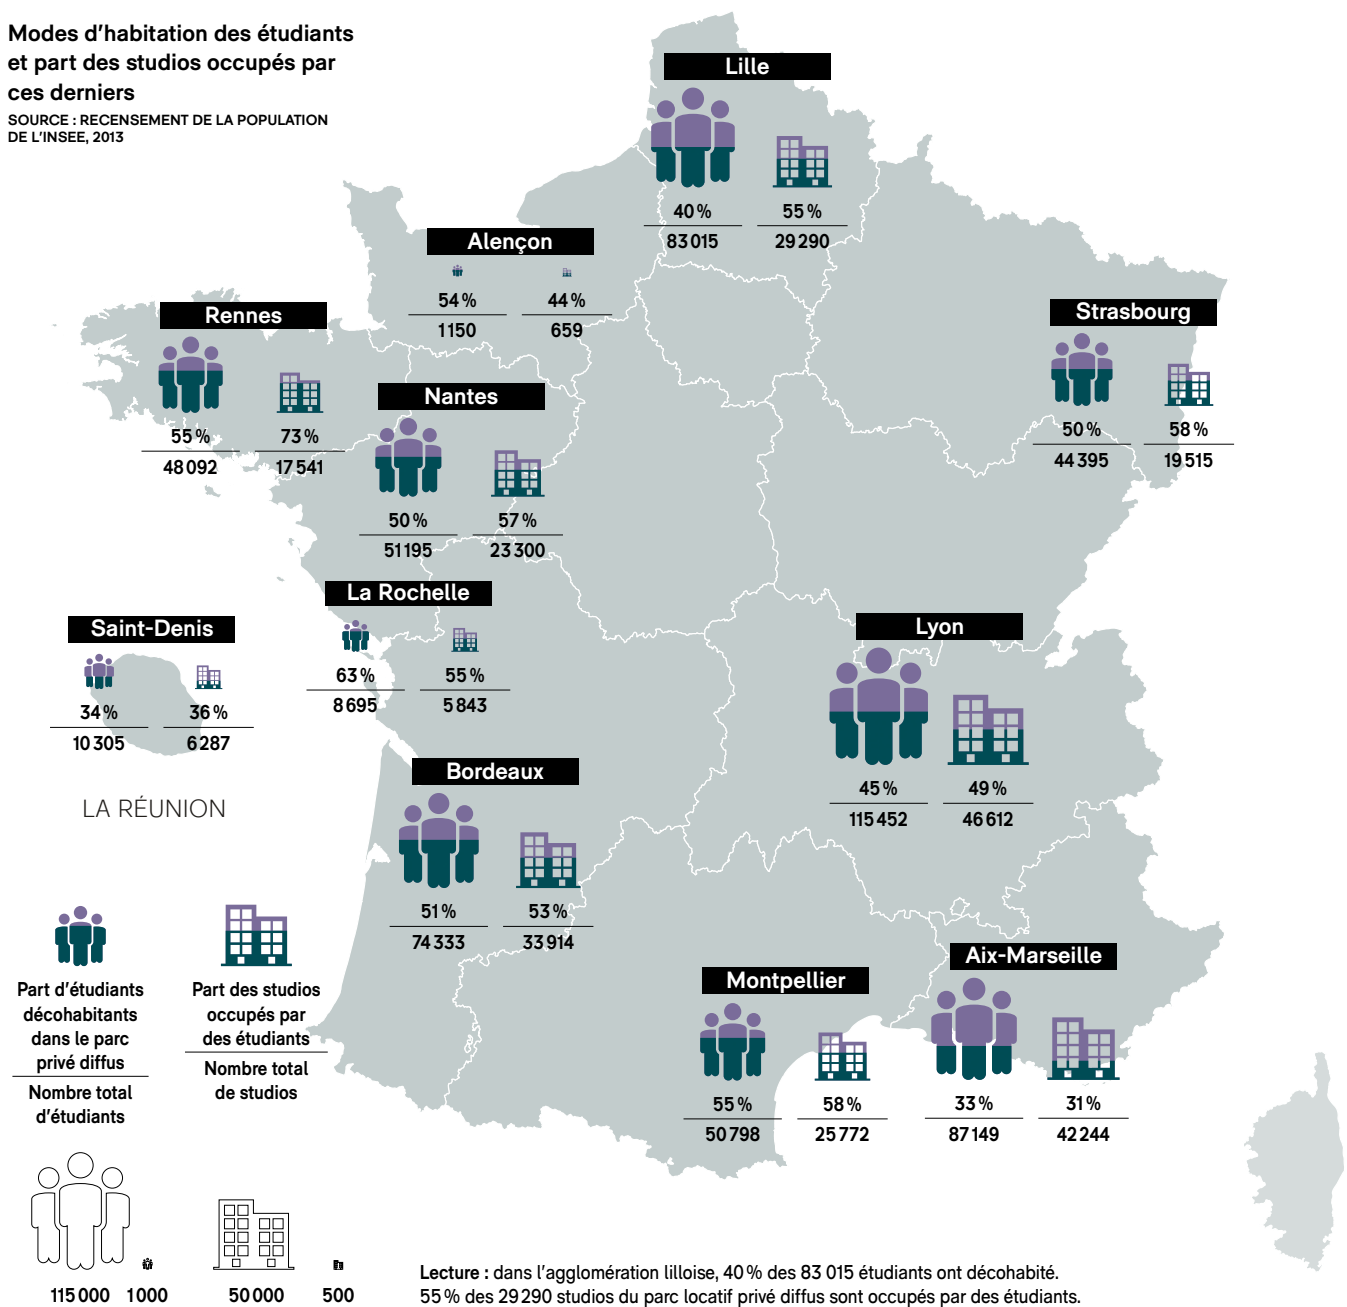 Modes d'habitation des étudiants
et part des studios occupés par
ces derniers
SOURCE : RECENSEMENT DE LA POPULATION
DE L'INSEE, 2013
Lille
40 %
55 %
83 015
29 290
Alençon
54 %
44 %
1150
659
Rennes
55 %
73 %
48 092
17 541
Strasbourg
50 %
58 %
44 395
19 515
Nantes
50 %
57 %
51 195
23 300
La Rochelle
63 %
55 %
8 695
5 843
Saint-Denis
34 %
36 %
10 305
6 287
LA RÉUNION
Lyon
45 %
49 %
115 452
46 612
Bordeaux
51 %
53 %
74 333
33 914
Montpellier
55 %
58 %
50 798
25 772
Aix-Marseille
33 %
31 %
87 149
42 244
Part d'étudiants
décohabitants
dans le parc
privé diffus
Nombre total
d'étudiants
Part des studios
occupés par
des étudiants
Nombre total
de studios
115 000
1 000
50 000
500
Lecture : dans l'agglomération lilloise, 40 % des 83 015 étudiants ont décohabité.
55 % des 29 290 studios du parc locatif privé diffus sont occupés par des étudiants.